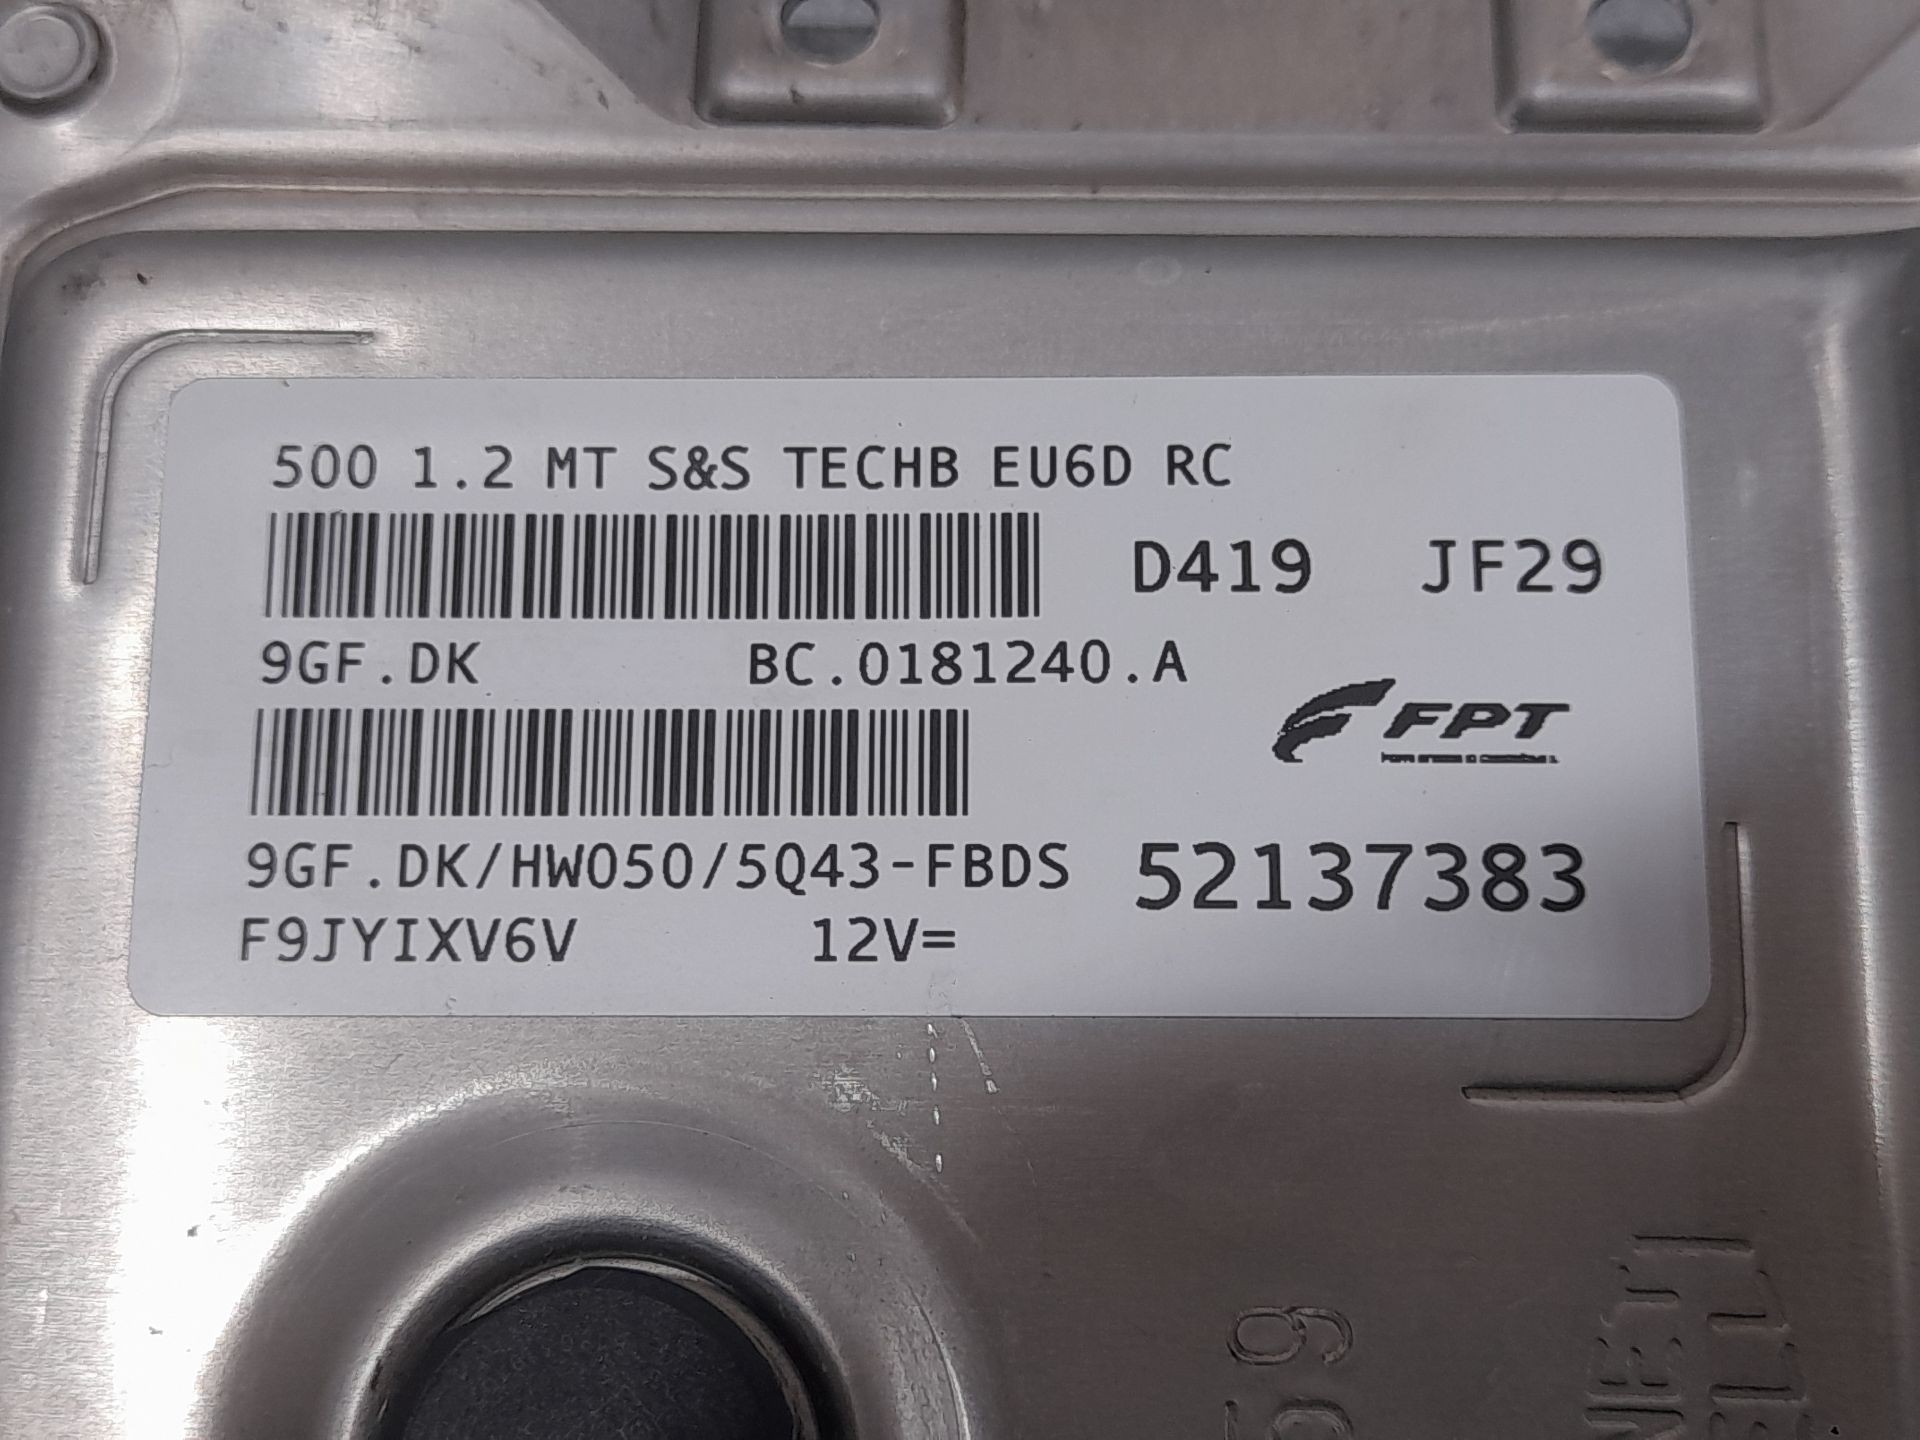 500 1.2 MT S&S TECHB EU6D RC
D419 JF29
9GF.DK BC.0181240.A
FPT
9GF.DK/HW050/5Q43-FBDS 52137383
F9JYIXV6V 12V=
59